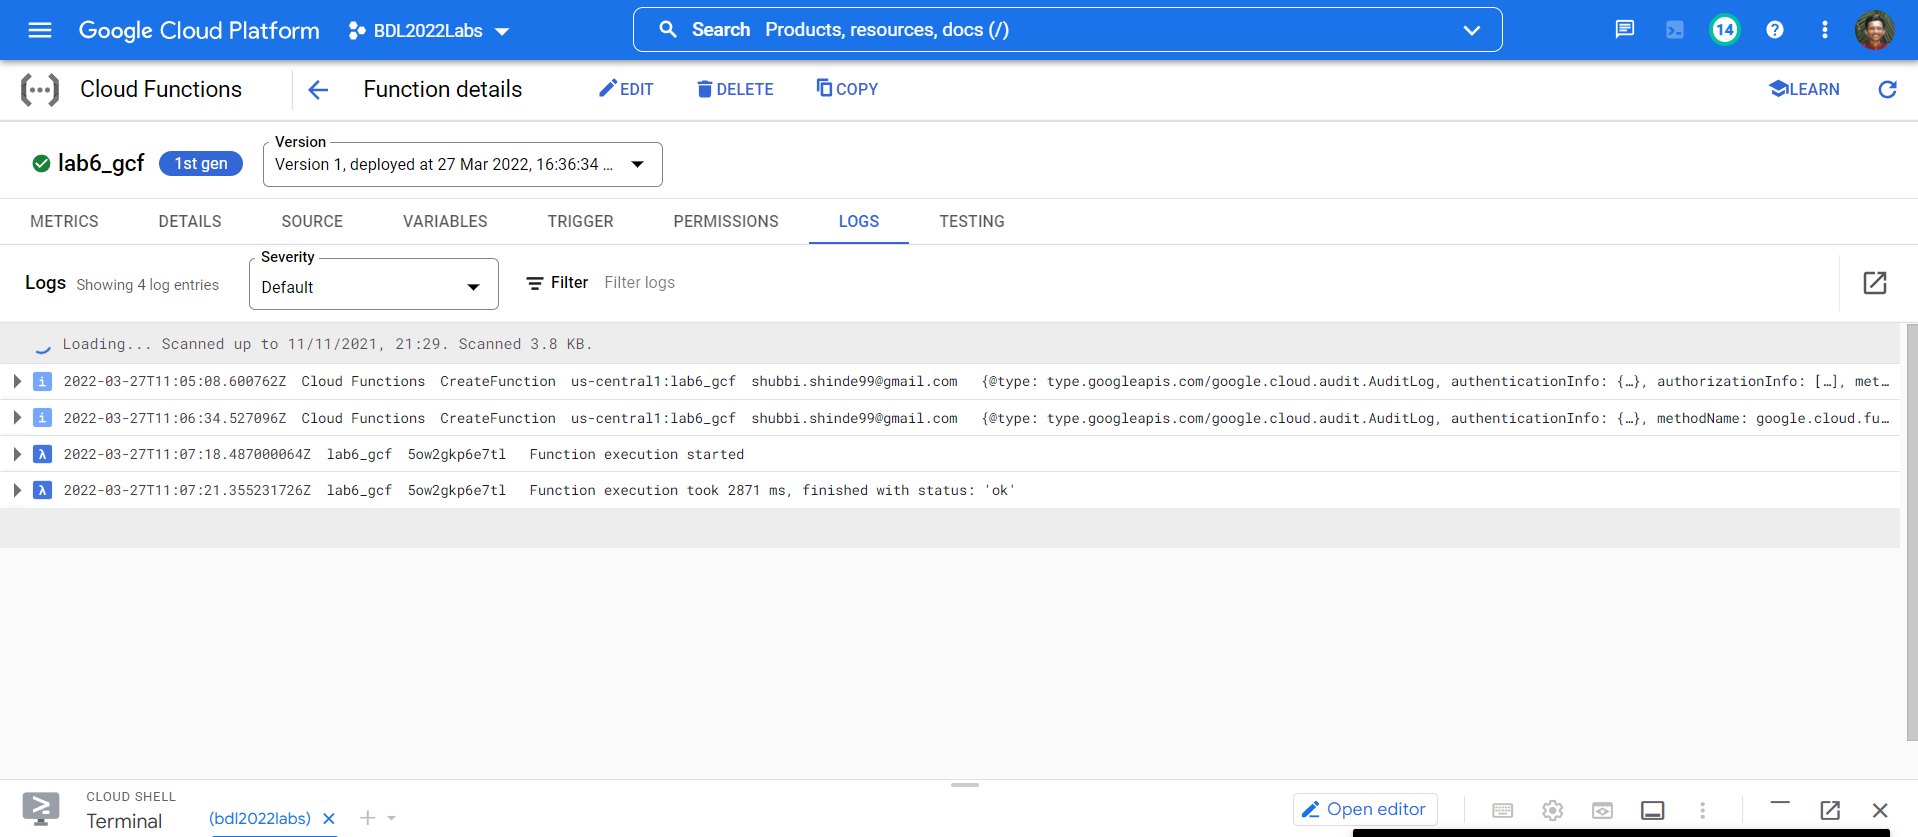 Google Cloud Platform BDL2022Labs Search Products, resources, docs (/) 14
Cloud Functions Function details EDIT DELETE COPY LEARN
lab6_gcf 1st gen Version
Version 1, deployed at 27 Mar 2022, 16:36:34 ...
METRICS DETAILS SOURCE VARIABLES TRIGGER PERMISSIONS LOGS TESTING
Logs Showing 4 log entries Severity Default Filter Filter logs
Loading... Scanned up to 11/11/2021, 21:29. Scanned 3.8 KB.
i 2022-03-27T11:05:08.600762Z Cloud Functions CreateFunction us-central1:lab6_gcf shubbi.shinde99@gmail.com {@type: type.googleapis.com/google.cloud.audit.AuditLog, authenticationInfo: {…}, authorizationInfo: […], met…
i 2022-03-27T11:06:34.527096Z Cloud Functions CreateFunction us-central1:lab6_gcf shubbi.shinde99@gmail.com {@type: type.googleapis.com/google.cloud.audit.AuditLog, authenticationInfo: {…}, methodName: google.cloud.fu…
λ 2022-03-27T11:07:18.487000064Z lab6_gcf 5ow2gkp6e7tl Function execution started
λ 2022-03-27T11:07:21.355231726Z lab6_gcf 5ow2gkp6e7tl Function execution took 2871 ms, finished with status: 'ok'
CLOUD SHELL
Terminal (bdl2022labs) Open editor